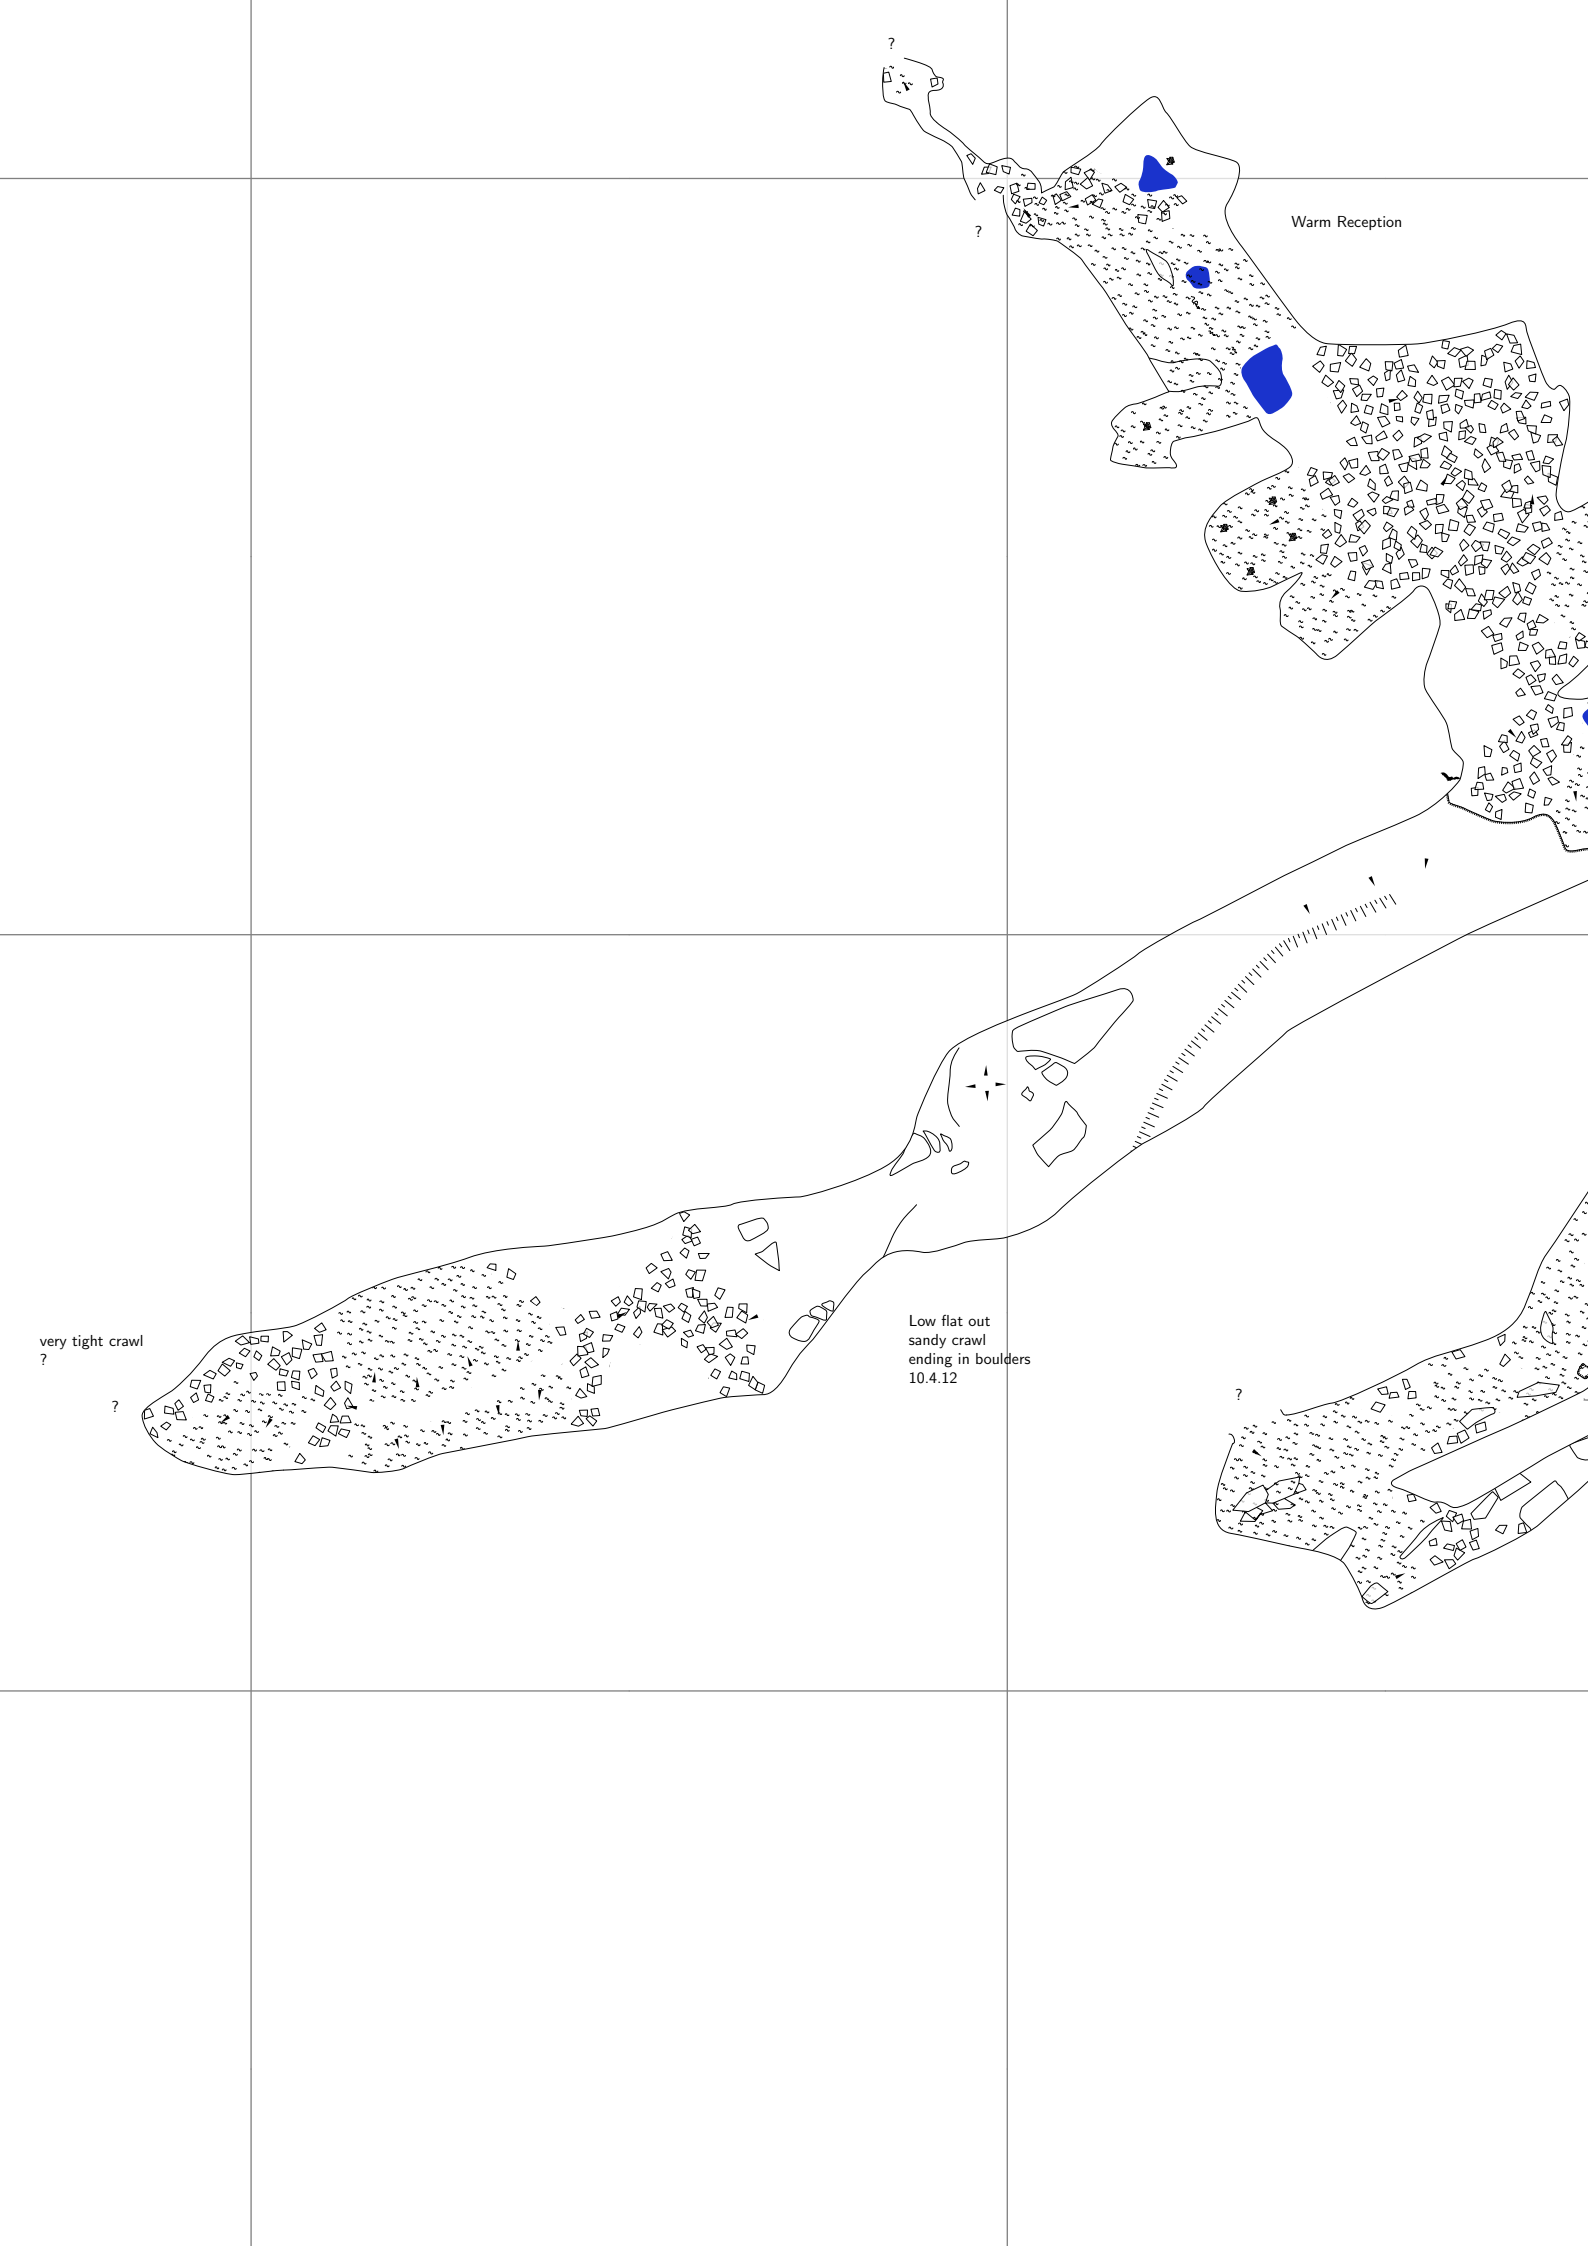 ?
Warm Reception
?
Low flat out
sandy crawl
ending in boulders
10.4.12
very tight crawl
?
?
?